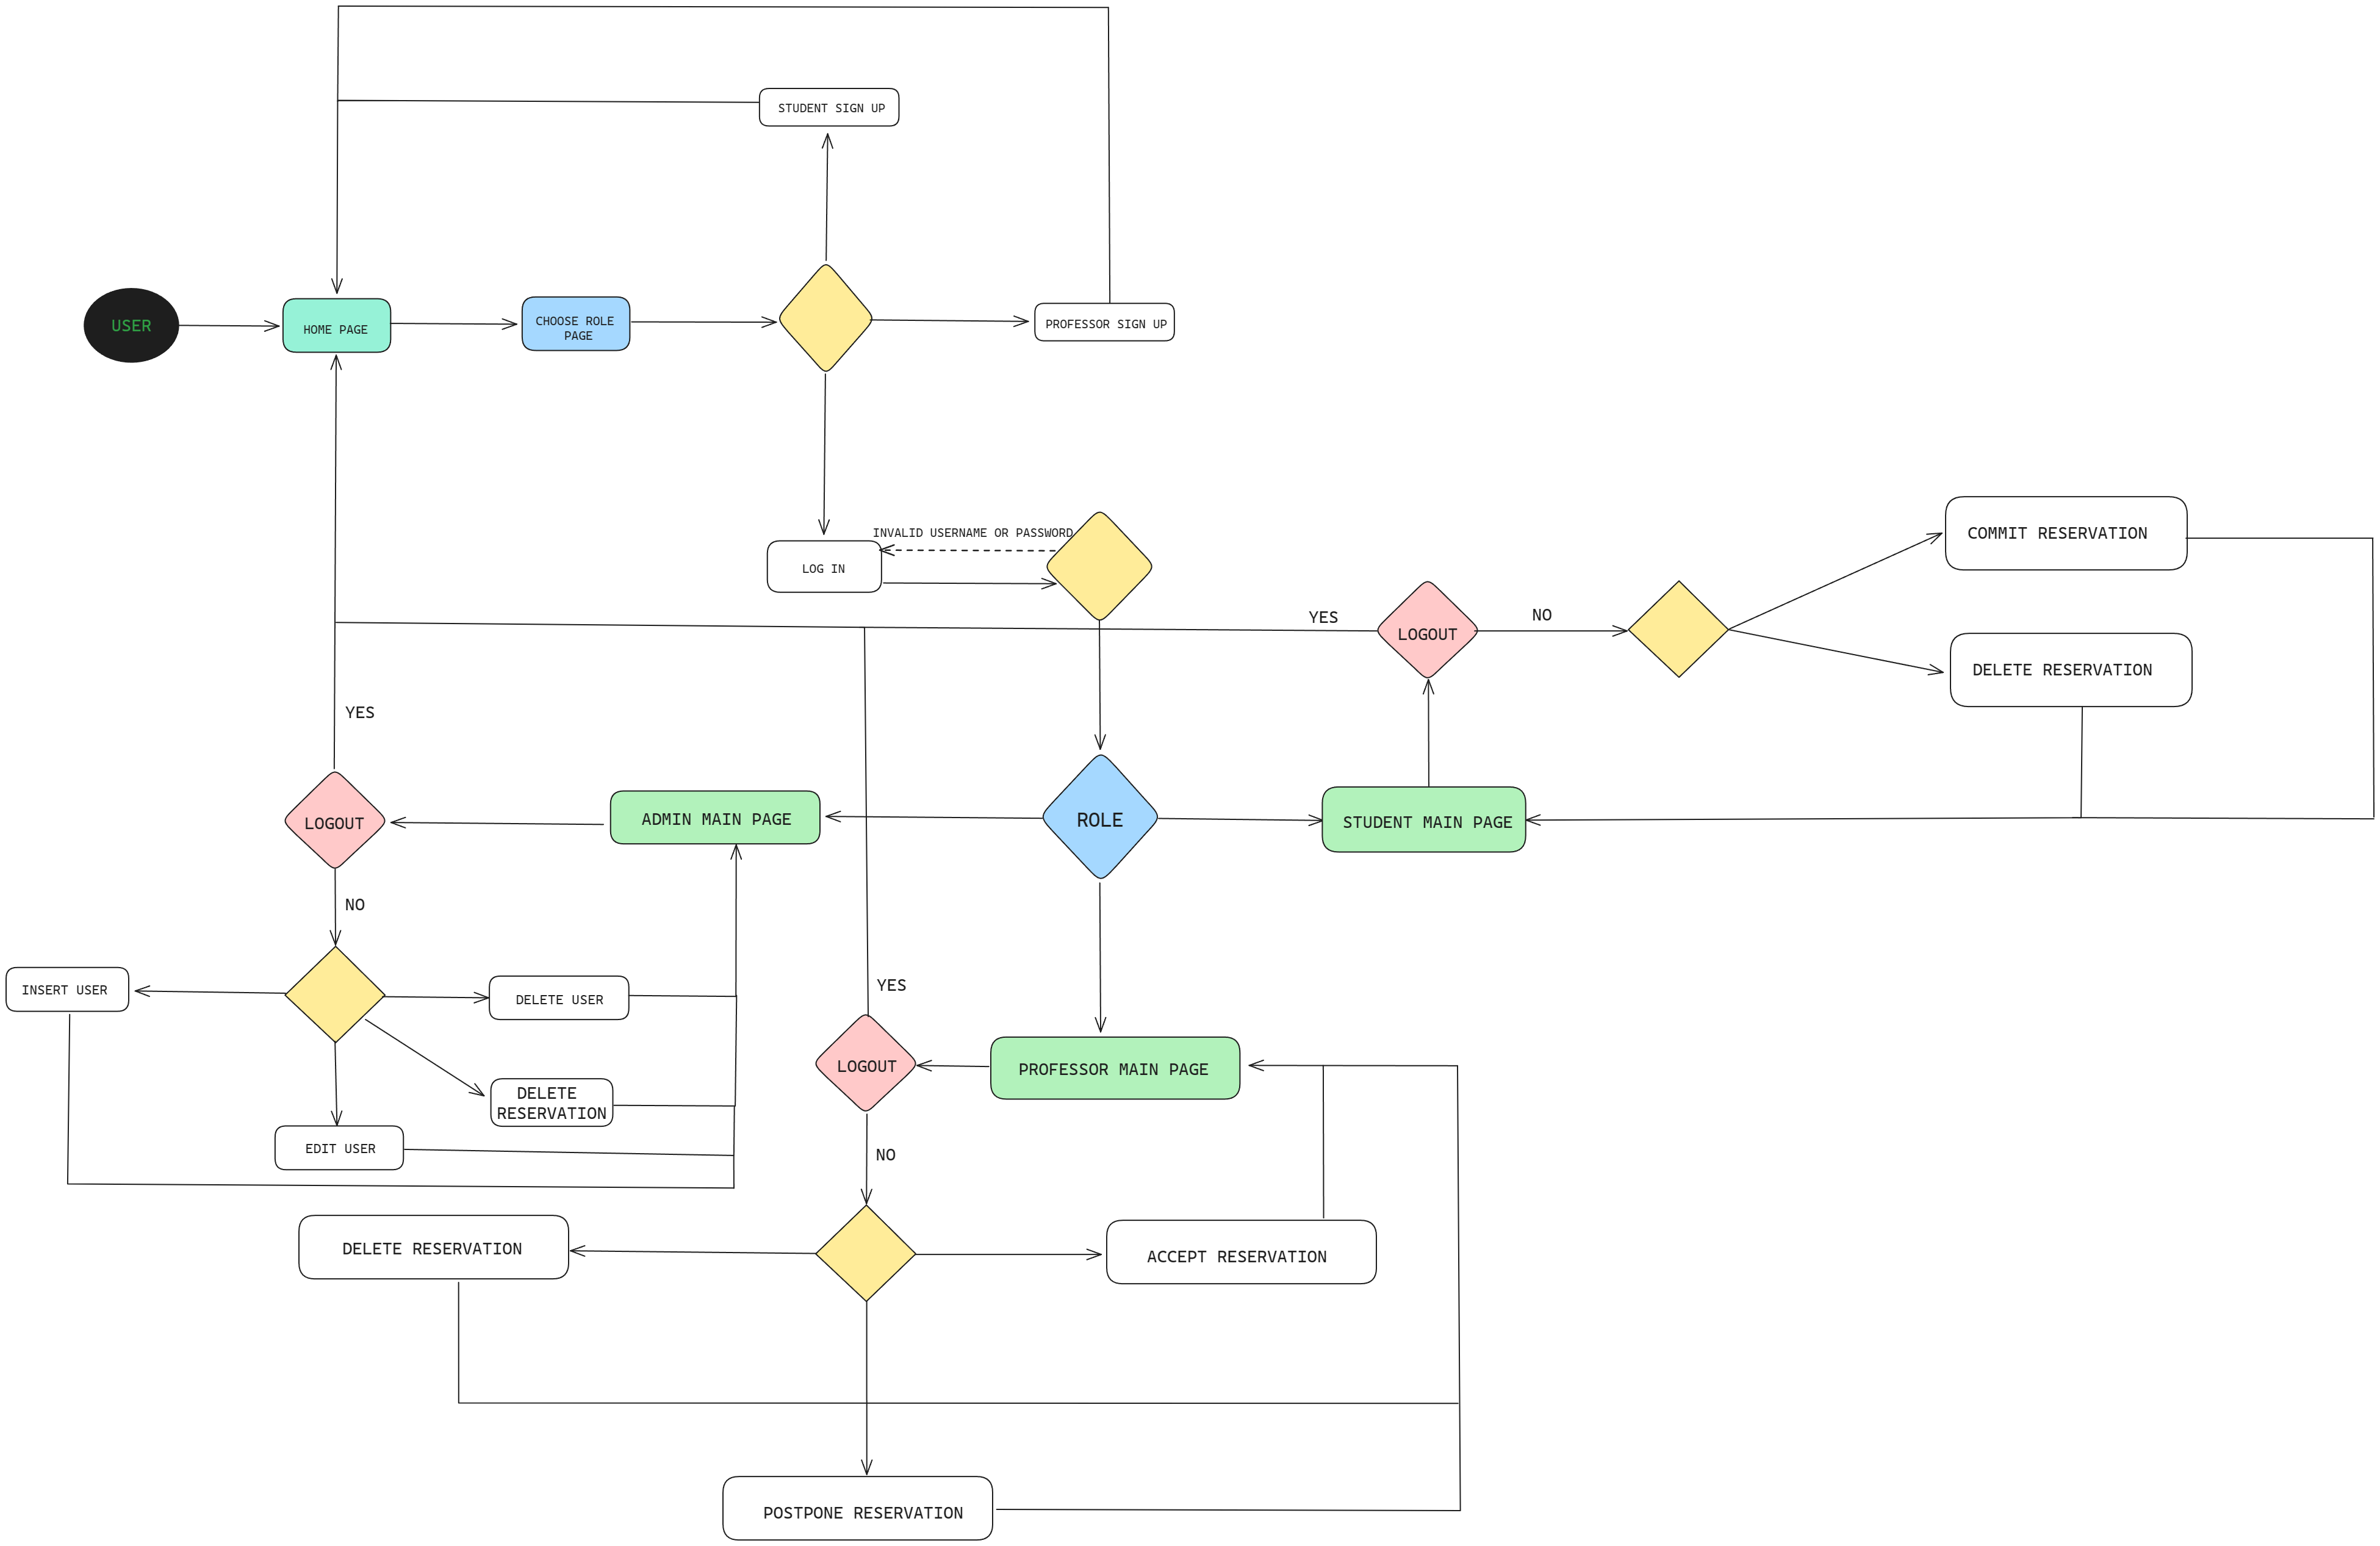 STUDENT SIGN UP
USER
HOME PAGE
CHOOSE ROLE
PAGE
PROFESSOR SIGN UP
INVALID USERNAME OR PASSWORD
LOG IN
COMMIT RESERVATION
YES
LOGOUT
NO
DELETE RESERVATION
YES
LOGOUT
ADMIN MAIN PAGE
ROLE
STUDENT MAIN PAGE
NO
INSERT USER
DELETE USER
YES
LOGOUT
PROFESSOR MAIN PAGE
DELETE
RESERVATION
EDIT USER
NO
DELETE RESERVATION
ACCEPT RESERVATION
POSTPONE RESERVATION